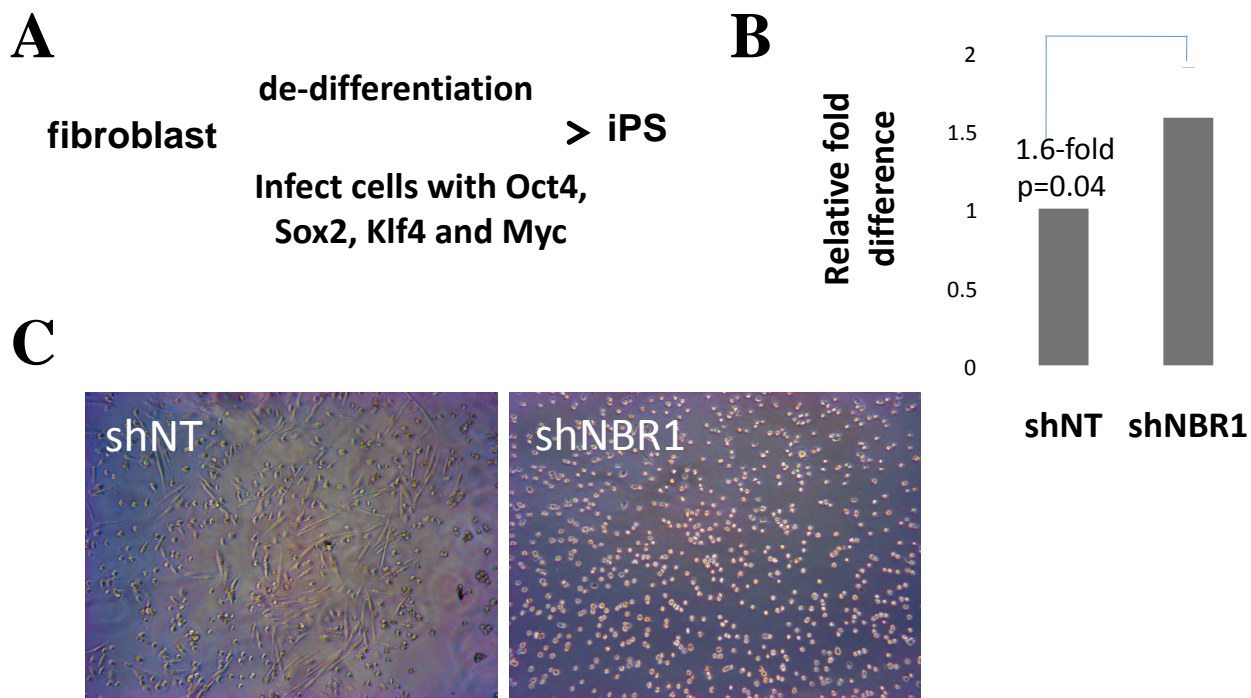 A
de-differentiation
fibroblast > iPS
Infect cells with Oct4,
Sox2, Klf4 and Myc
B
Relative fold
difference
2
1.5
1
0.5
0
1.6-fold
p=0.04
shNT shNBR1
C
shNT
shNBR1